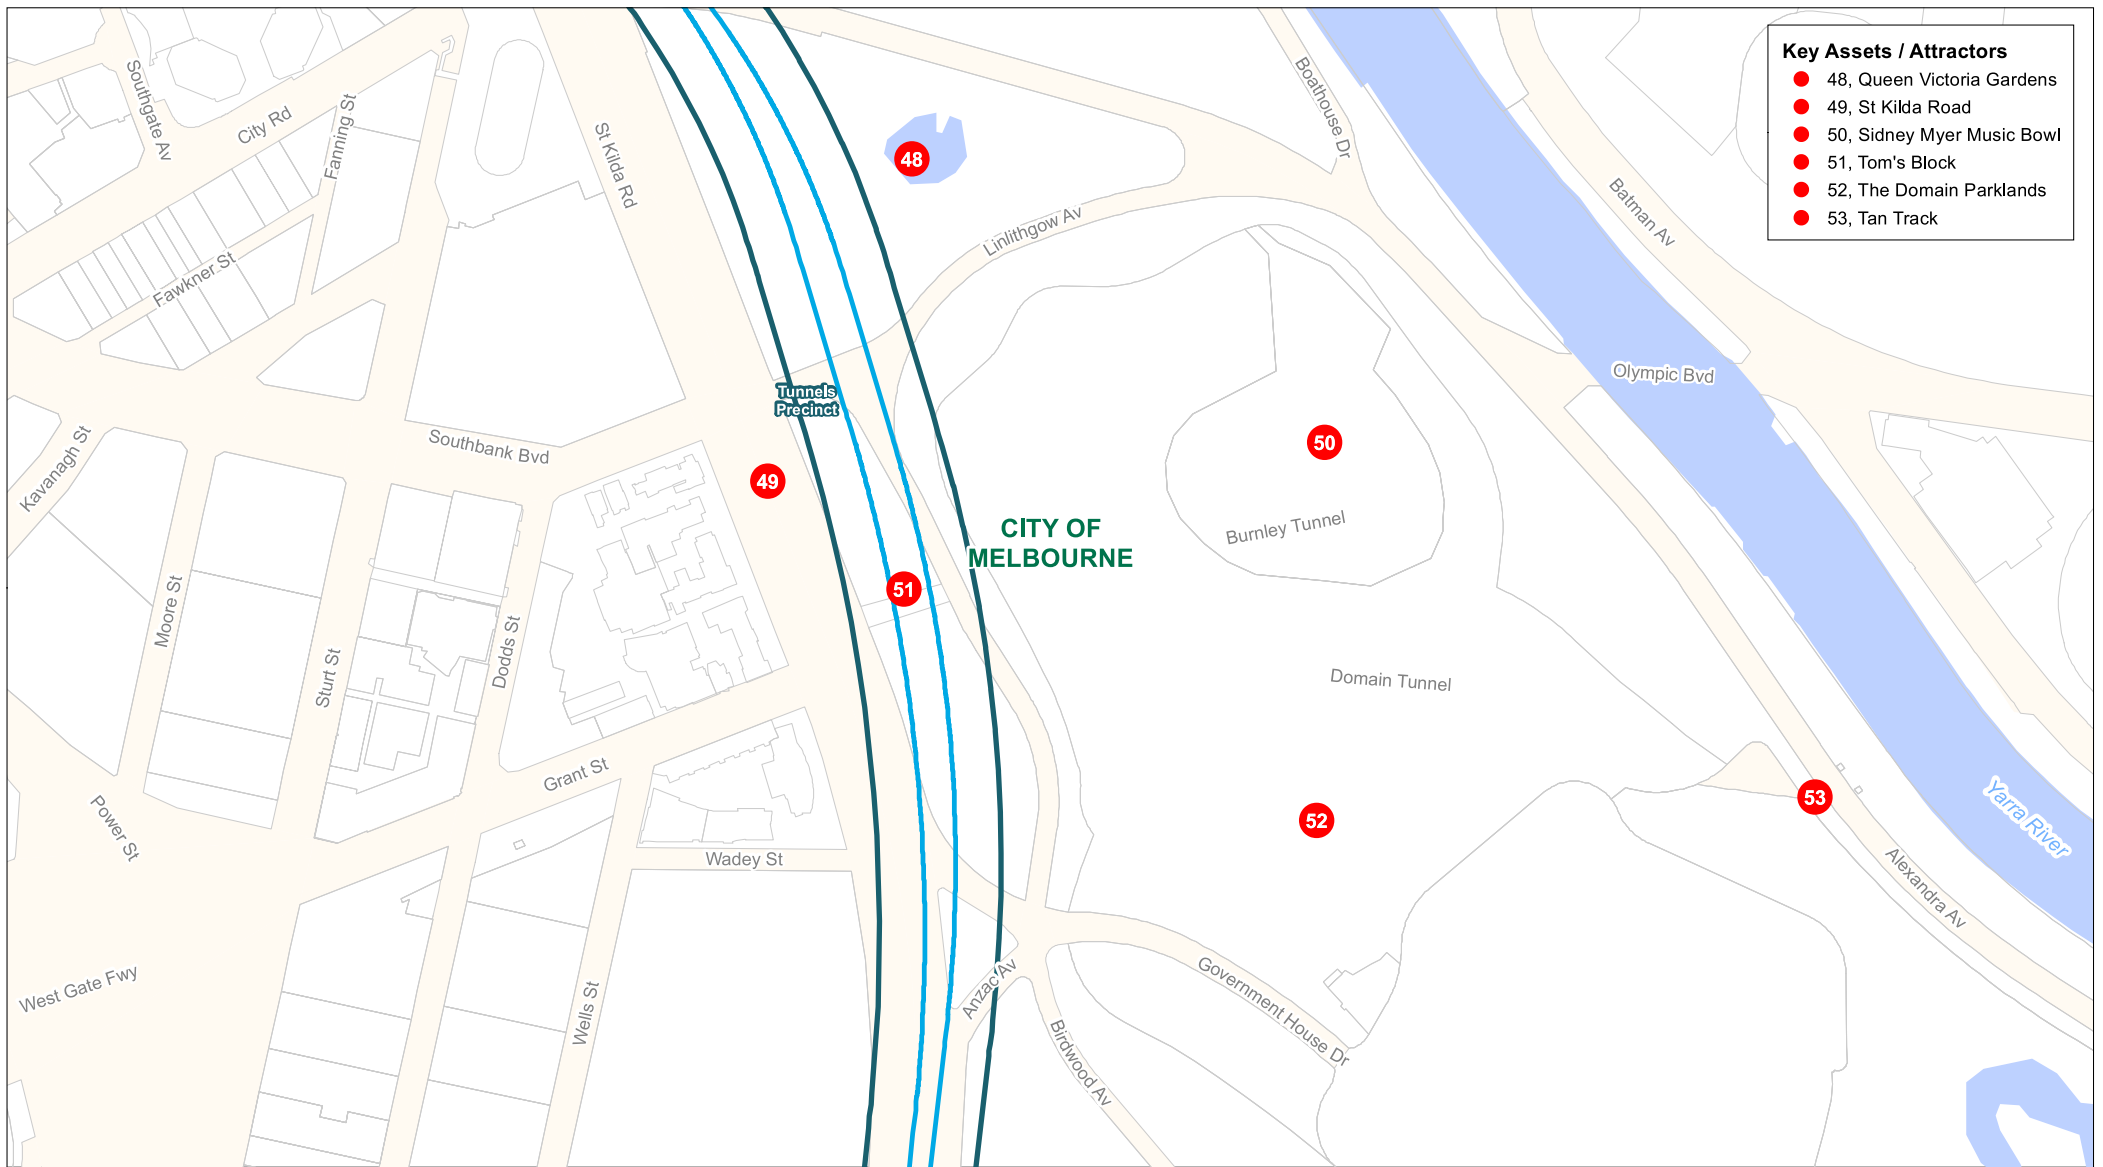 Key Assets / Attractors
48, Queen Victoria Gardens
49, St Kilda Road
50, Sidney Myer Music Bowl
51, Tom's Block
52, The Domain Parklands
53, Tan Track
Southgate Av
City Rd
Fanning St
St Kilda Rd
Boathouse Dr
Batman Av
48
Linlithgow Av
Fawkner St
Olympic Bvd
Tunnels
Precinct
Kavanagh St
Southbank Bvd
49
50
Burnley Tunnel
CITY OF
MELBOURNE
51
Moore St
Sturt St
Dodds St
Domain Tunnel
Grant St
53
52
Power St
Wadey St
Yarra River
Alexandra Av
West Gate Fwy
Wells St
Anzac Av
Government House Dr
Birdwood Av